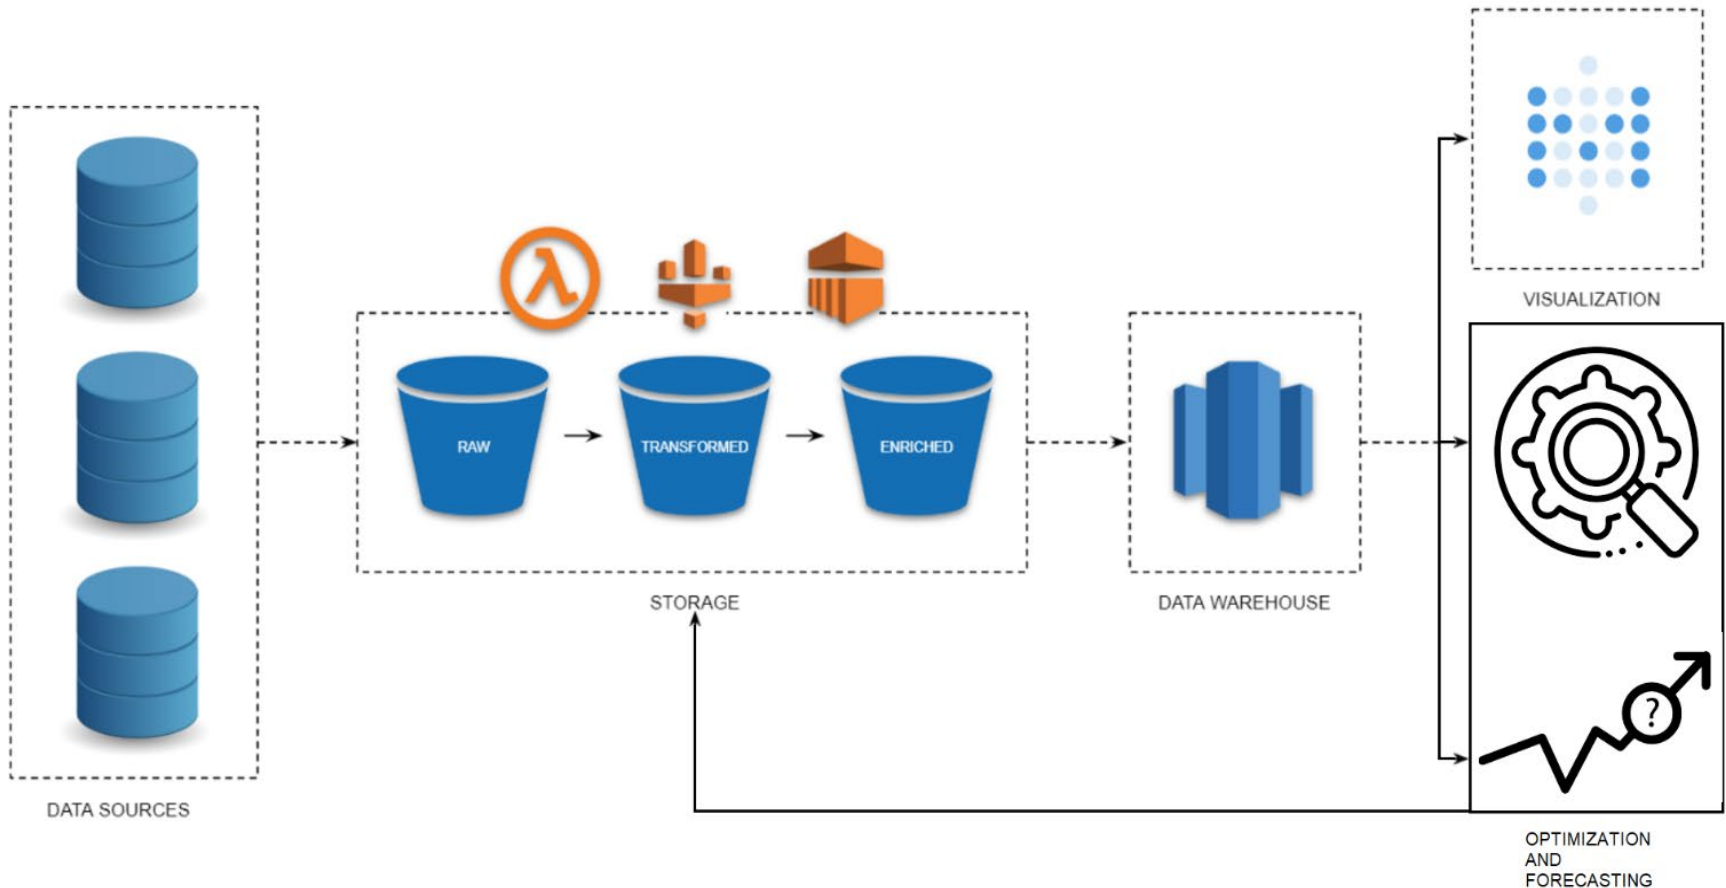 VISUALIZATION
RAW
TRANSFORMED
ENRICHED
STORAGE
DATA WAREHOUSE
?
DATA SOURCES
OPTIMIZATION
AND
FORECASTING